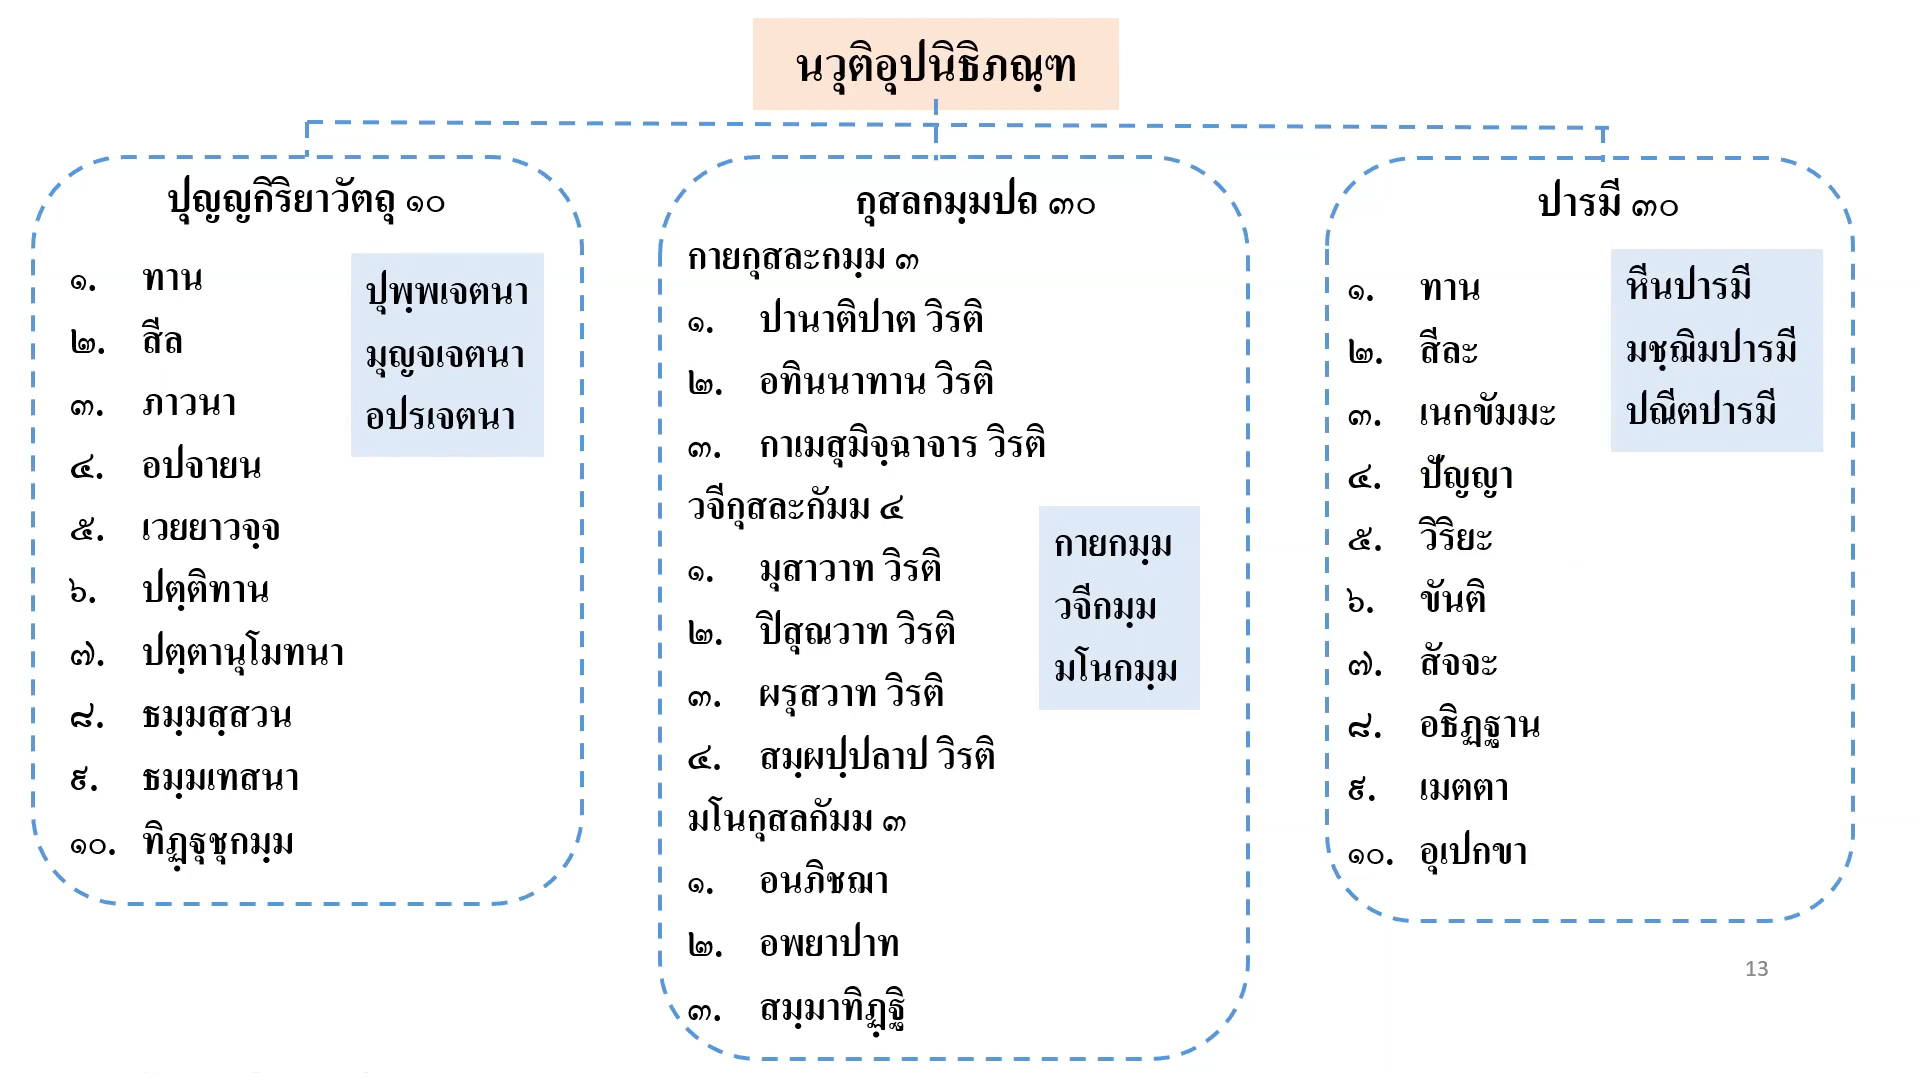 นวุติอุปนิธิภณฺฑ
ปุญญกิริยาวัตถุ ๑๐
๑. ทาน
๒. สีล
๓. ภาวนา
๔. อปจายน
๕. เวยยาวจฺจ
๖. ปตฺติทาน
๗. ปตฺตานุโมทนา
๘. ธมฺมสฺสวน
๙. ธมฺมเทสนา
๑๐. ทิฏฺฐุชุกมฺม
ปุพฺพเจตนา
มุญจเจตนา
อปรเจตนา
กุสลกมฺมปถ ๓๐
กายกุสละกมฺม ๓
๑. ปานาติปาต วิรติ
๒. อทินนาทาน วิรติ
๓. กาเมสุมิจฺฉาจาร วิรติ
วจีกุสละกัมม ๔
๑. มุสาวาท วิรติ
๒. ปิสุณวาท วิรติ
๓. ผรุสวาท วิรติ
๔. สมฺผปฺปลาป วิรติ
มโนกุสลกัมม ๓
๑. อนภิชฌา
๒. อพยาปาท
๓. สมฺมาทิฏฺฐิ
กายกมฺม
วจีกมฺม
มโนกมฺม
ปารมี ๓๐
๑. ทาน
๒. สีละ
๓. เนกขัมมะ
๔. ปัญญา
๕. วิริยะ
๖. ขันติ
๗. สัจจะ
๘. อธิฏฐาน
๙. เมตตา
๑๐. อุเปกขา
หีนปารมี
มชฺฌิมปารมี
ปณีตปารมี
13